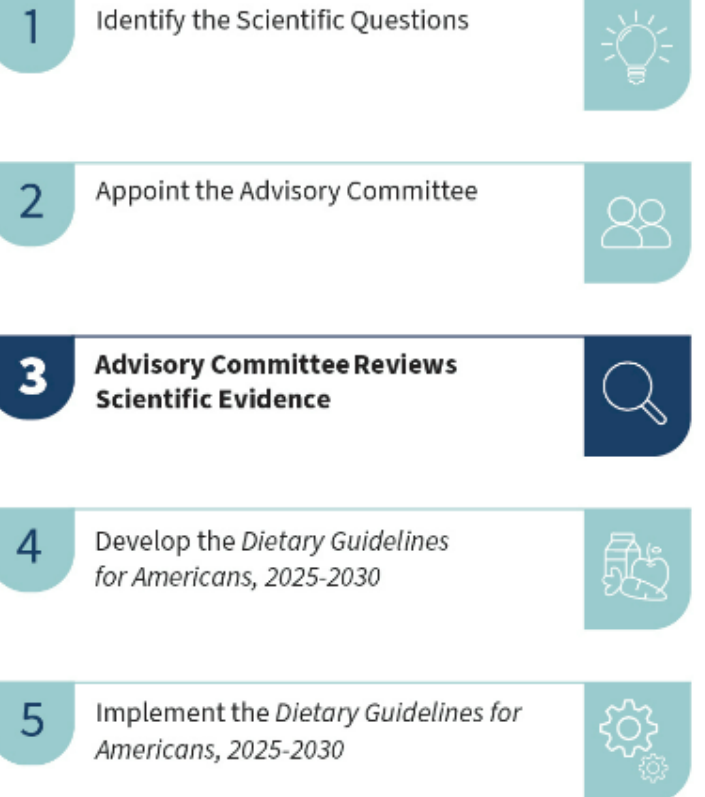 1
Identify the Scientific Questions
2
Appoint the Advisory Committee
3
Advisory Committee Reviews
Scientific Evidence
4
Develop the Dietary Guidelines
for Americans, 2025-2030
5
Implement the Dietary Guidelines for
Americans, 2025-2030